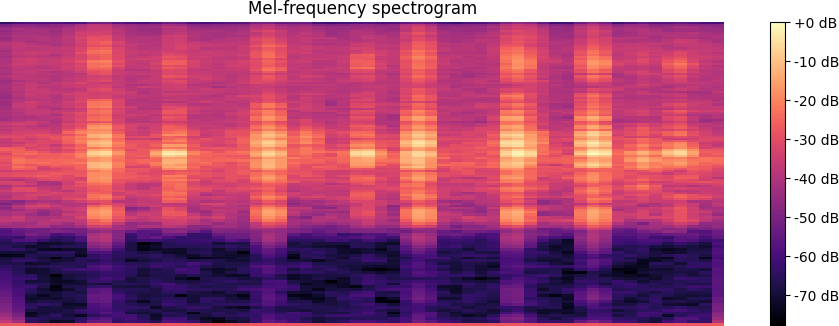 Mel-frequency spectrogram
+0 dB
-10 dB
-20 dB
-30 dB
-40 dB
-50 dB
-60 dB
-70 dB